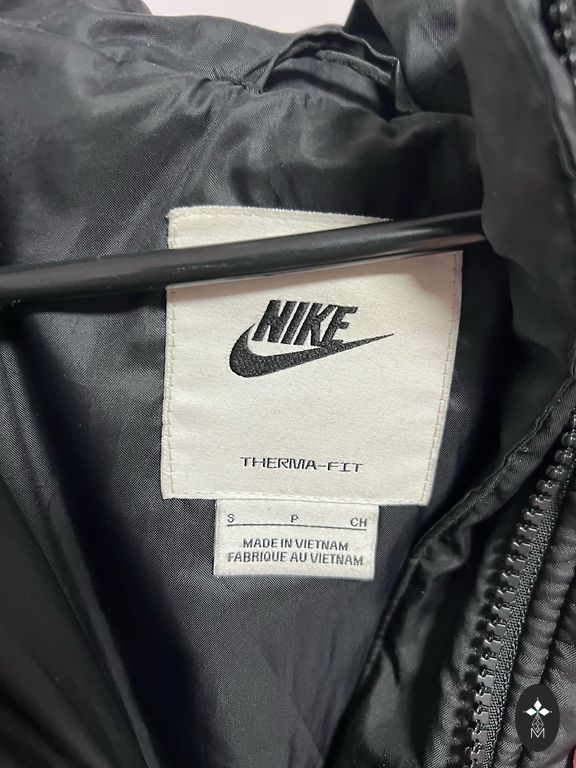 NIKE
THERMA-FIT
S P CH
MADE IN VIETNAM
FABRIQUE AU VIETNAM
M